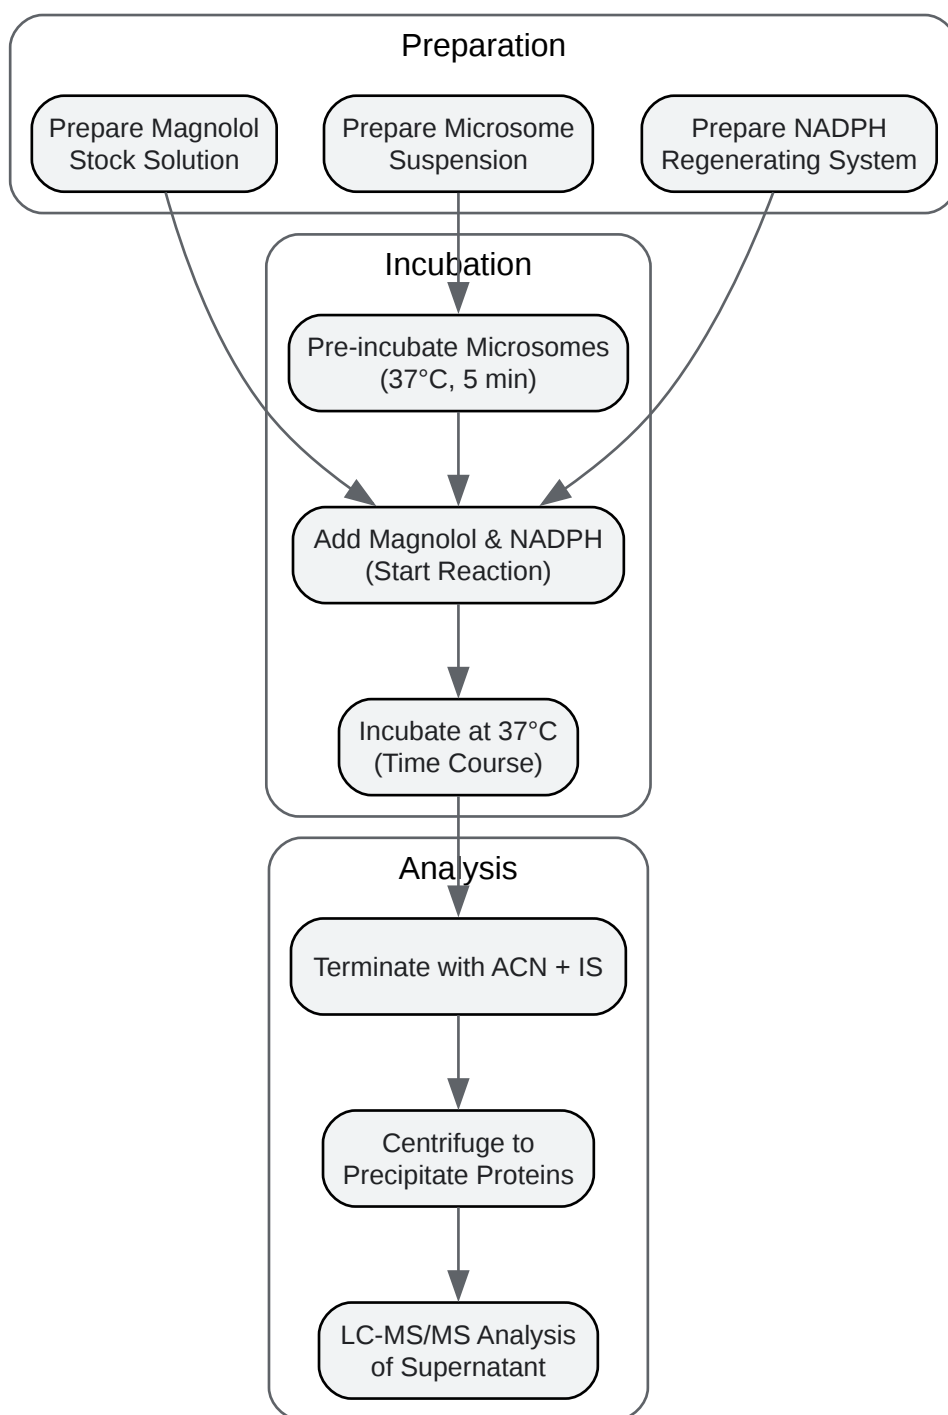 Preparation
Prepare Magnolol
Stock Solution
Prepare Microsome
Suspension
Prepare NADPH
Regenerating System
Incubation
Pre-incubate Microsomes
(37°C, 5 min)
Add Magnolol & NADPH
(Start Reaction)
Incubate at 37°C
(Time Course)
Analysis
Terminate with ACN + IS
Centrifuge to
Precipitate Proteins
LC-MS/MS Analysis
of Supernatant